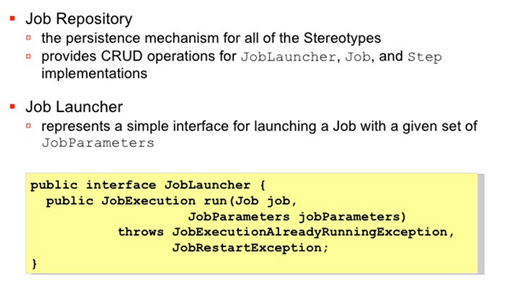 Job Repository
the persistence mechanism for all of the Stereotypes
provides CRUD operations for JobLauncher, Job, and Step
implementations
Job Launcher
represents a simple interface for launching a Job with a given set of
JobParameters
public interface JobLauncher {
public JobExecution run(Job job,
JobParameters jobParameters)
throws JobExecutionAlreadyRunningException,
JobRestartException;
}